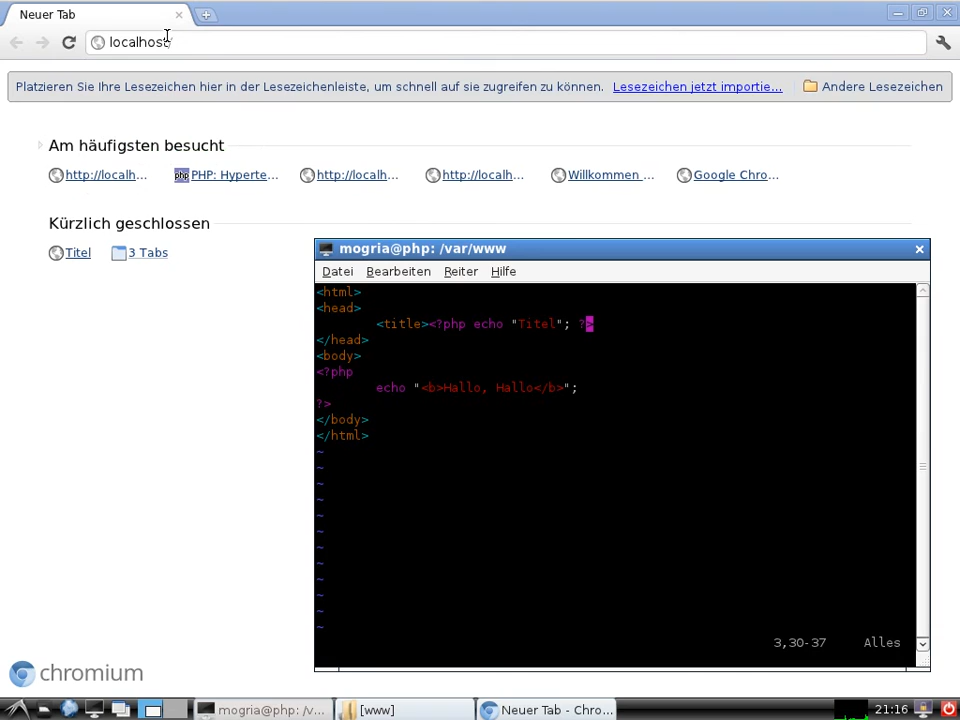 Neuer Tab
localhost/
Platzieren Sie Ihre Lesezeichen hier in der Lesezeichenleiste, um schnell auf sie zugreifen zu können. Lesezeichen jetzt importie... Andere Lesezeichen
Am häufigsten besucht
http://localh... PHP: Hyperte... http://localh... http://localh... Willkommen ... Google Chro...
Kürzlich geschlossen
Titel 3 Tabs
mogria@php: /var/www
Datei Bearbeiten Reiter Hilfe
<html>
<head>
<title><?php echo "Titel"; ?>
</head>
<body>
<?php
echo "<b>Hallo, Hallo</b>";
?>
</body>
</html>
~
~
~
~
~
~
~
~
~
~
~
~
3,30-37 Alles
chromium
mogria@php: /v... [www] Neuer Tab - Chro... 21:16